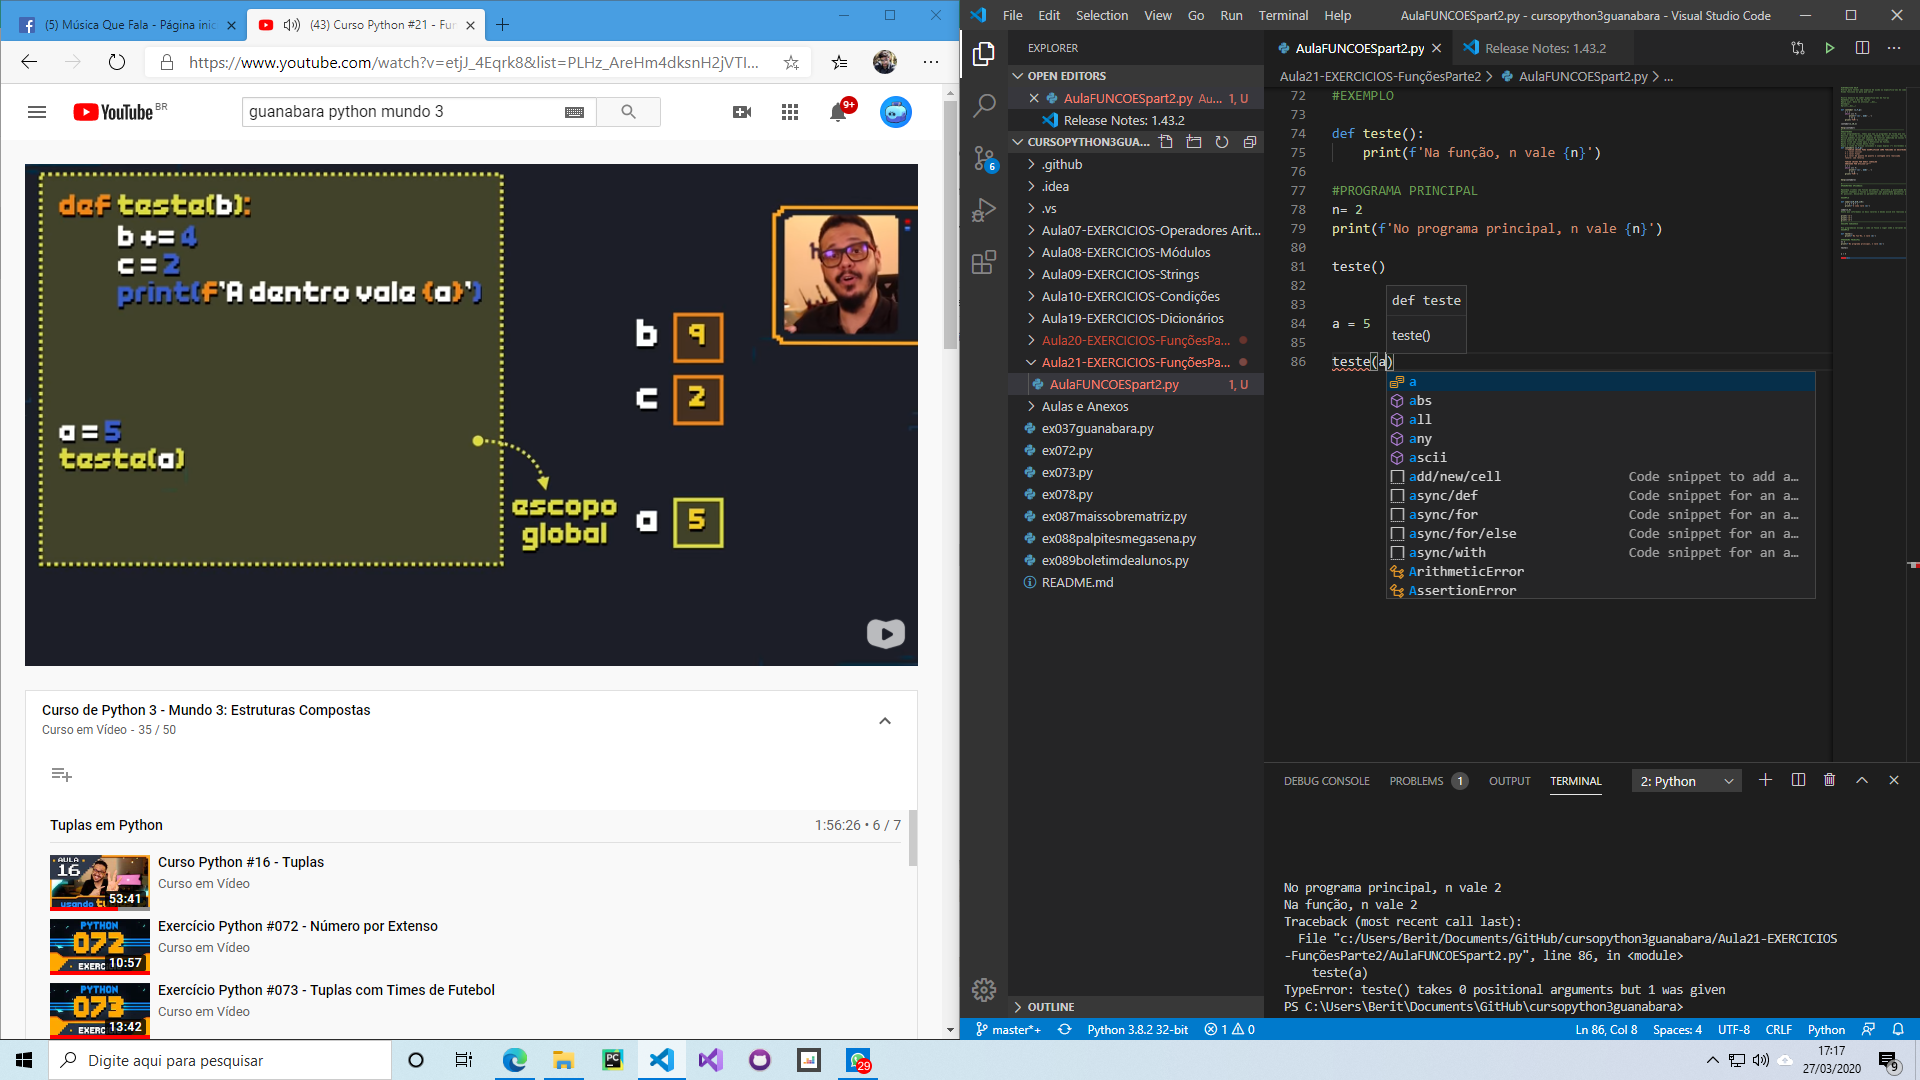 (5) Música Que Fala - Página inic
(43) Curso Python #21 - Fun
https://www.youtube.com/watch?v=etjJ_4Eqrk8&list=PLHz_AreHm4dksnH2jVTI...
YouTube BR
guanabara python mundo 3
9+
def teste(b):
b += 4
c = 2
print(f'A dentro vale {a}')
a = 5
teste(a)
escopo
global
b 9
c 2
a 5
Curso de Python 3 - Mundo 3: Estruturas Compostas
Curso em Vídeo - 35 / 50
Tuplas em Python
1:56:26 • 6 / 7
AULA
16
53:41
Curso Python #16 - Tuplas
Curso em Vídeo
PYTHON
072
10:57
Exercício Python #072 - Número por Extenso
Curso em Vídeo
PYTHON
073
13:42
Exercício Python #073 - Tuplas com Times de Futebol
Curso em Vídeo
File Edit Selection View Go Run Terminal Help
AulaFUNCOESpart2.py - cursopython3guanabara - Visual Studio Code
EXPLORER
OPEN EDITORS
AulaFUNCOESpart2.py Au... 1, U
Release Notes: 1.43.2
CURSOPYTHON3GUA...
6
.github
.idea
.vs
Aula07-EXERCICIOS-Operadores Arit...
Aula08-EXERCICIOS-Módulos
Aula09-EXERCICIOS-Strings
Aula10-EXERCICIOS-Condições
Aula19-EXERCICIOS-Dicionários
Aula20-EXERCICIOS-FunçõesPa...
Aula21-EXERCICIOS-FunçõesPa...
AulaFUNCOESpart2.py 1, U
Aulas e Anexos
ex037guanabara.py
ex072.py
ex073.py
ex078.py
ex087maissobrematriz.py
ex088palpitesmegasena.py
ex089boletimdealunos.py
README.md
OUTLINE
AulaFUNCOESpart2.py
Release Notes: 1.43.2
Aula21-EXERCICIOS-FunçõesParte2 > AulaFUNCOESpart2.py > ...
72 #EXEMPLO
73
74 def teste():
75 print(f'Na função, n vale {n}')
76
77 #PROGRAMA PRINCIPAL
78 n= 2
79 print(f'No programa principal, n vale {n}')
80
81 teste()
82
83
84 a = 5
85
86 teste(a)
def teste
teste()
a
abs
all
any
ascii
add/new/cell Code snippet to add a...
async/def Code snippet for an a...
async/for Code snippet for an a...
async/for/else Code snippet for an a...
async/with Code snippet for an a...
ArithmeticError
AssertionError
DEBUG CONSOLE PROBLEMS 1 OUTPUT TERMINAL 2: Python
No programa principal, n vale 2
Na função, n vale 2
Traceback (most recent call last):
File "c:/Users/Berit/Documents/GitHub/cursopython3guanabara/Aula21-EXERCICIOS
-FunçõesParte2/AulaFUNCOESpart2.py", line 86, in <module>
teste(a)
TypeError: teste() takes 0 positional arguments but 1 was given
PS C:\Users\Berit\Documents\GitHub\cursopython3guanabara>
master*+ Python 3.8.2 32-bit 1 0
Ln 86, Col 8 Spaces: 4 UTF-8 CRLF Python
Digite aqui para pesquisar
PC
29
17:17
27/03/2020
9